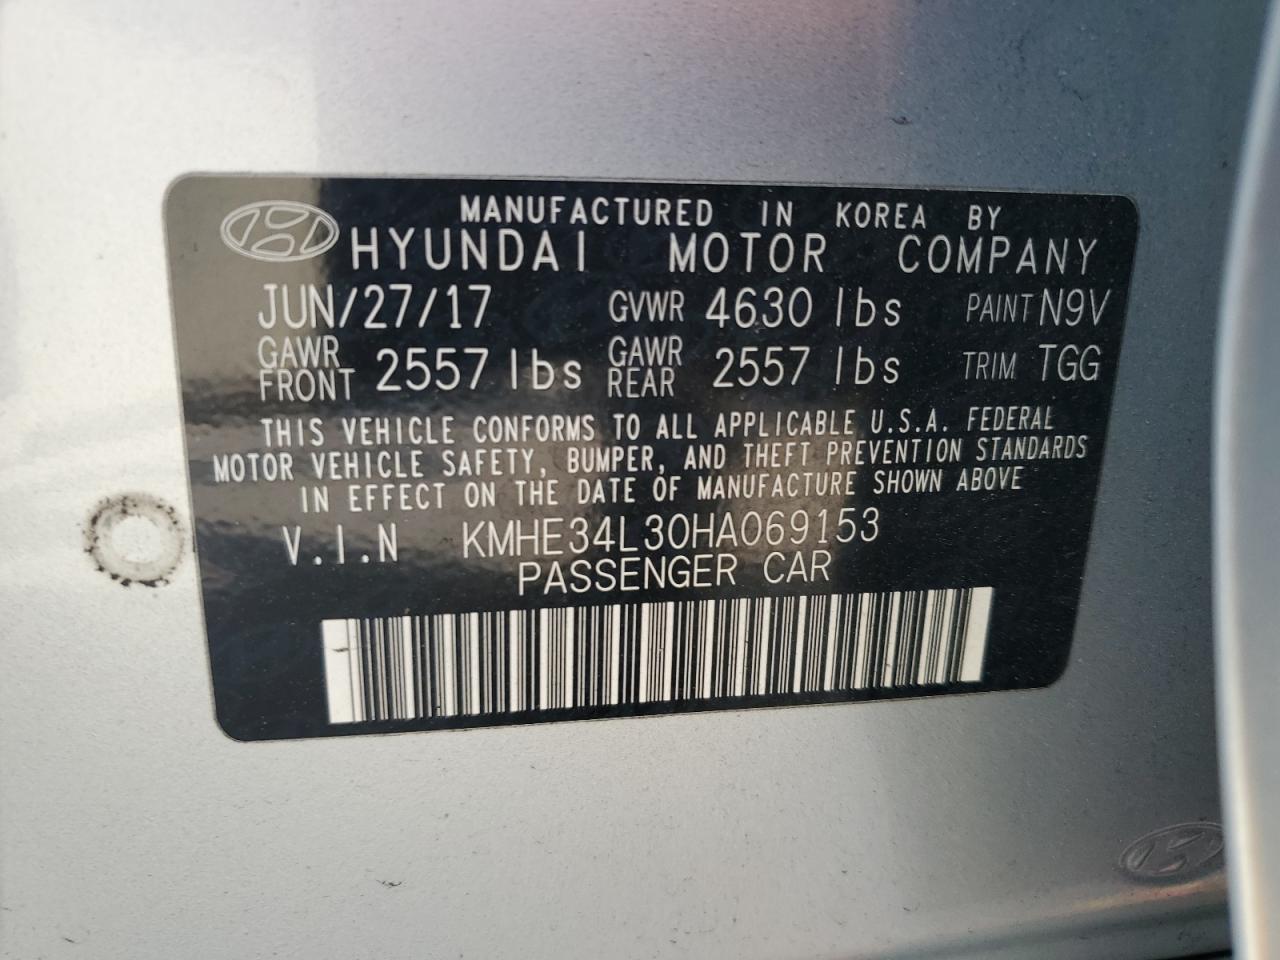 MANUFACTURED IN KOREA BY
HYUNDAI MOTOR COMPANY
JUN/27/17 GVWR 4630 lbs PAINT N9V
GAWR FRONT 2557 lbs GAWR REAR 2557 lbs TRIM TGG
THIS VEHICLE CONFORMS TO ALL APPLICABLE U.S.A. FEDERAL
MOTOR VEHICLE SAFETY, BUMPER, AND THEFT PREVENTION STANDARDS
IN EFFECT ON THE DATE OF MANUFACTURE SHOWN ABOVE
V.I.N KMHE34L30HA069153
PASSENGER CAR